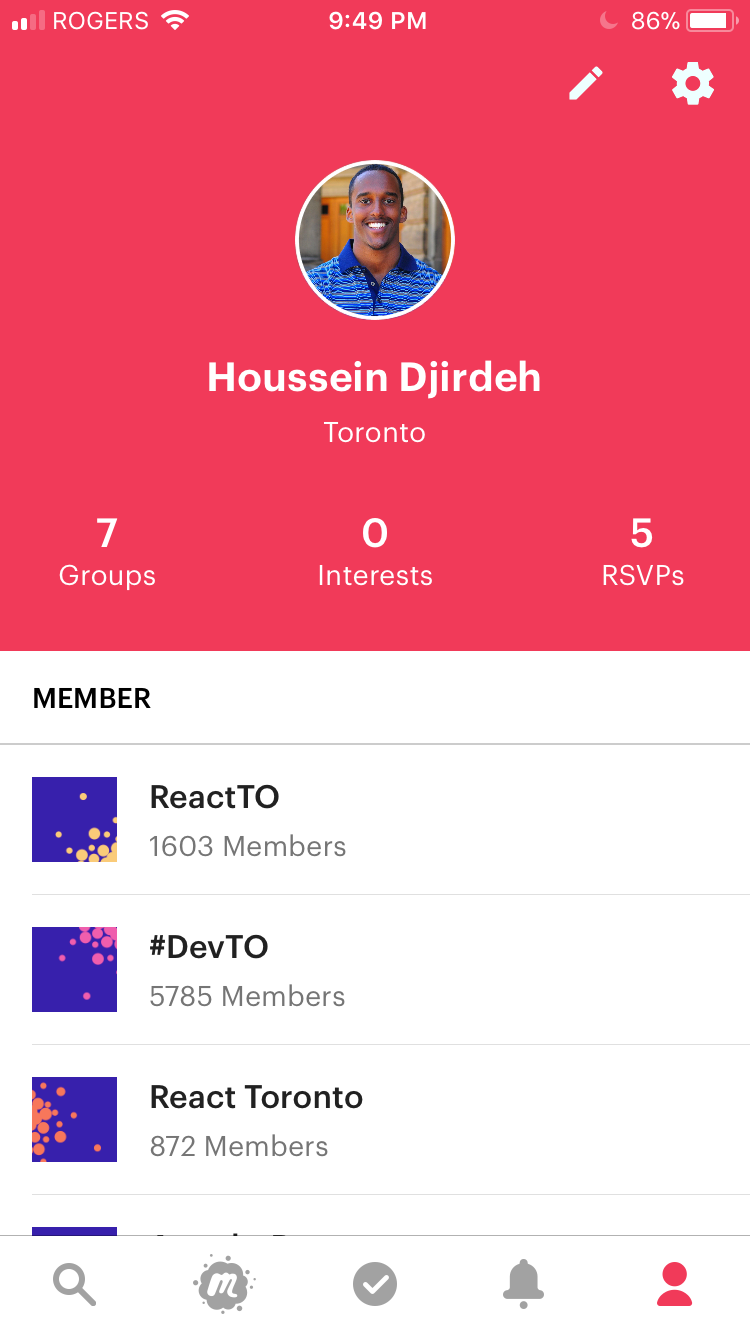 ROGERS 9:49 PM 86%
Houssein Djirdeh
Toronto
7 0 5
Groups Interests RSVPs
MEMBER
ReactTO
1603 Members
#DevTO
5785 Members
React Toronto
872 Members
m